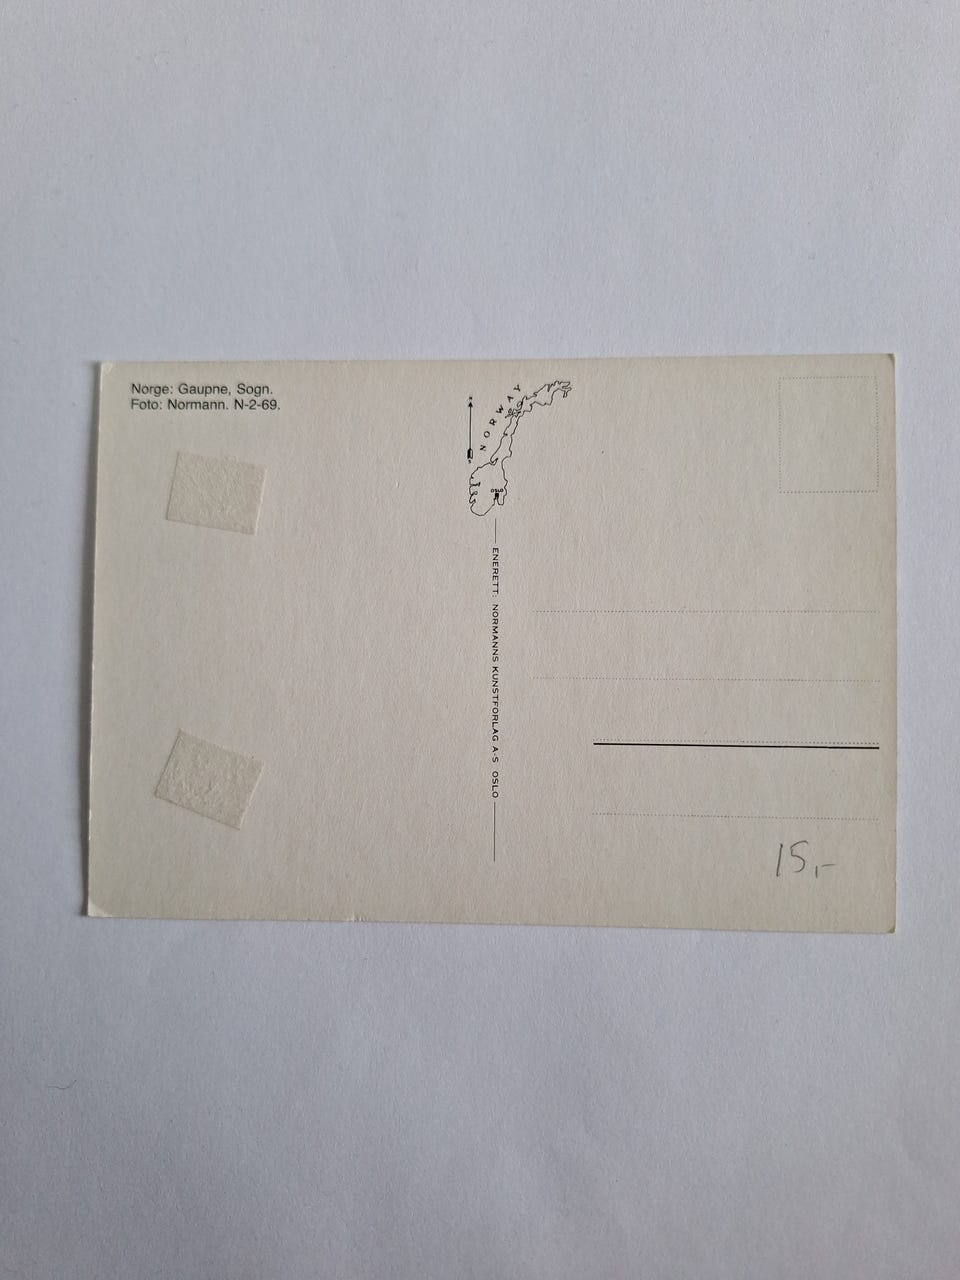 Norge: Gaupne, Sogn.
Foto: Normann. N-2-69.
NORWAY
OSLO
ENERETT: NORMANNS KUNSTFORLAG A-S OSLO
15,-